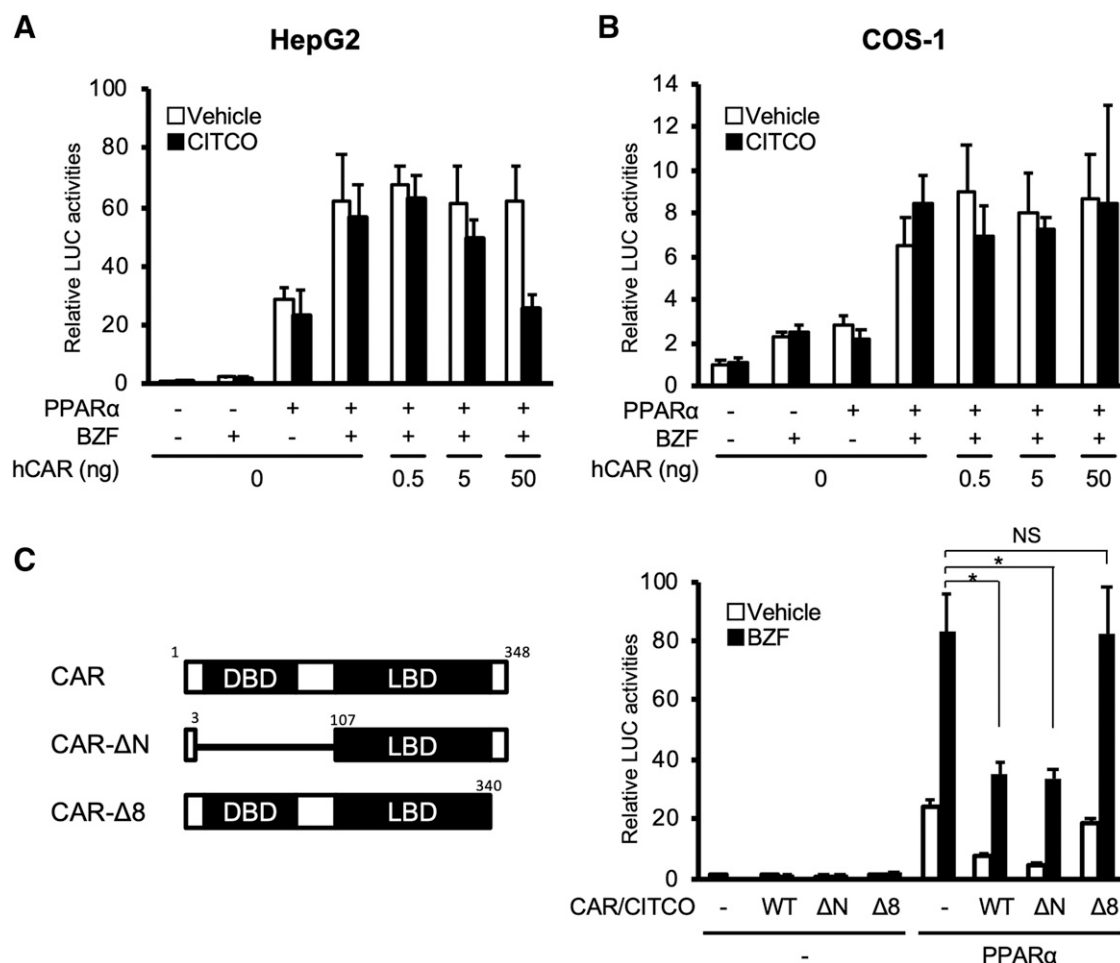 A
HepG2
Relative LUC activities
100
80
60
40
20
0
Vehicle
CITCO
PPARα - - + + + + +
BZF - + - + + + +
hCAR (ng) 0 0.5 5 50
B
COS-1
Relative LUC activities
14
12
10
8
6
4
2
0
Vehicle
CITCO
PPARα - - + + + + +
BZF - + - + + + +
hCAR (ng) 0 0.5 5 50
C
1 348
CAR DBD LBD
3 107
CAR-ΔN LBD
340
CAR-Δ8 DBD LBD
NS
*
*
Relative LUC activities
100
80
60
40
20
0
Vehicle
BZF
CAR/CITCO - WT ΔN Δ8 - WT ΔN Δ8
- PPARα